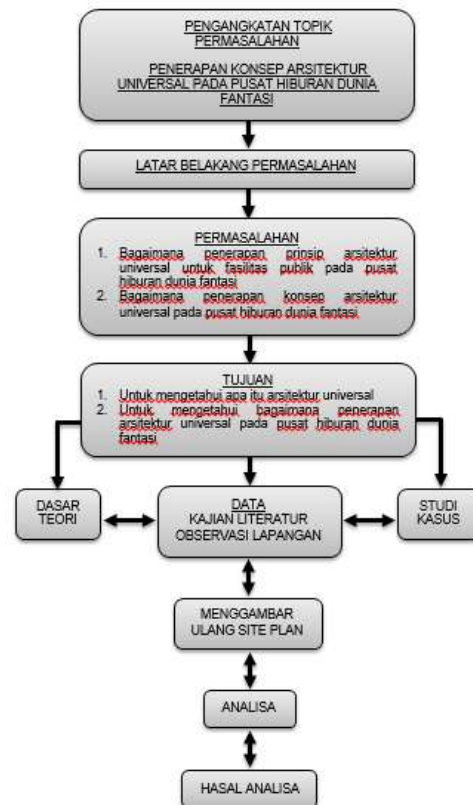 PENGANGKATAN TOPIK
PERMASALAHAN
PENERAPAN KONSEP ARSITEKTUR
UNIVERSAL PADA PUSAT HIBURAN DUNIA
FANTASI
LATAR BELAKANG PERMASALAHAN
PERMASALAHAN
1. Bagaimana penerapan prinsip arsitektur
universal untuk fasilitas publik pada pusat
hiburan dunia fantasi
2. Bagaimana penerapan konsep arsitektur
universal pada pusat hiburan dunia fantasi
TUJUAN
1. Untuk mengetahui apa itu arsitektur universal
2. Untuk mengetahui bagaimana penerapan
arsitektur universal pada pusat hiburan dunia
fantasi
DASAR
TEORI
DATA
KAJIAN LITERATUR
OBSERVASI LAPANGAN
STUDI
KASUS
MENGGAMBAR
ULANG SITE PLAN
ANALISA
HASAL ANALISA